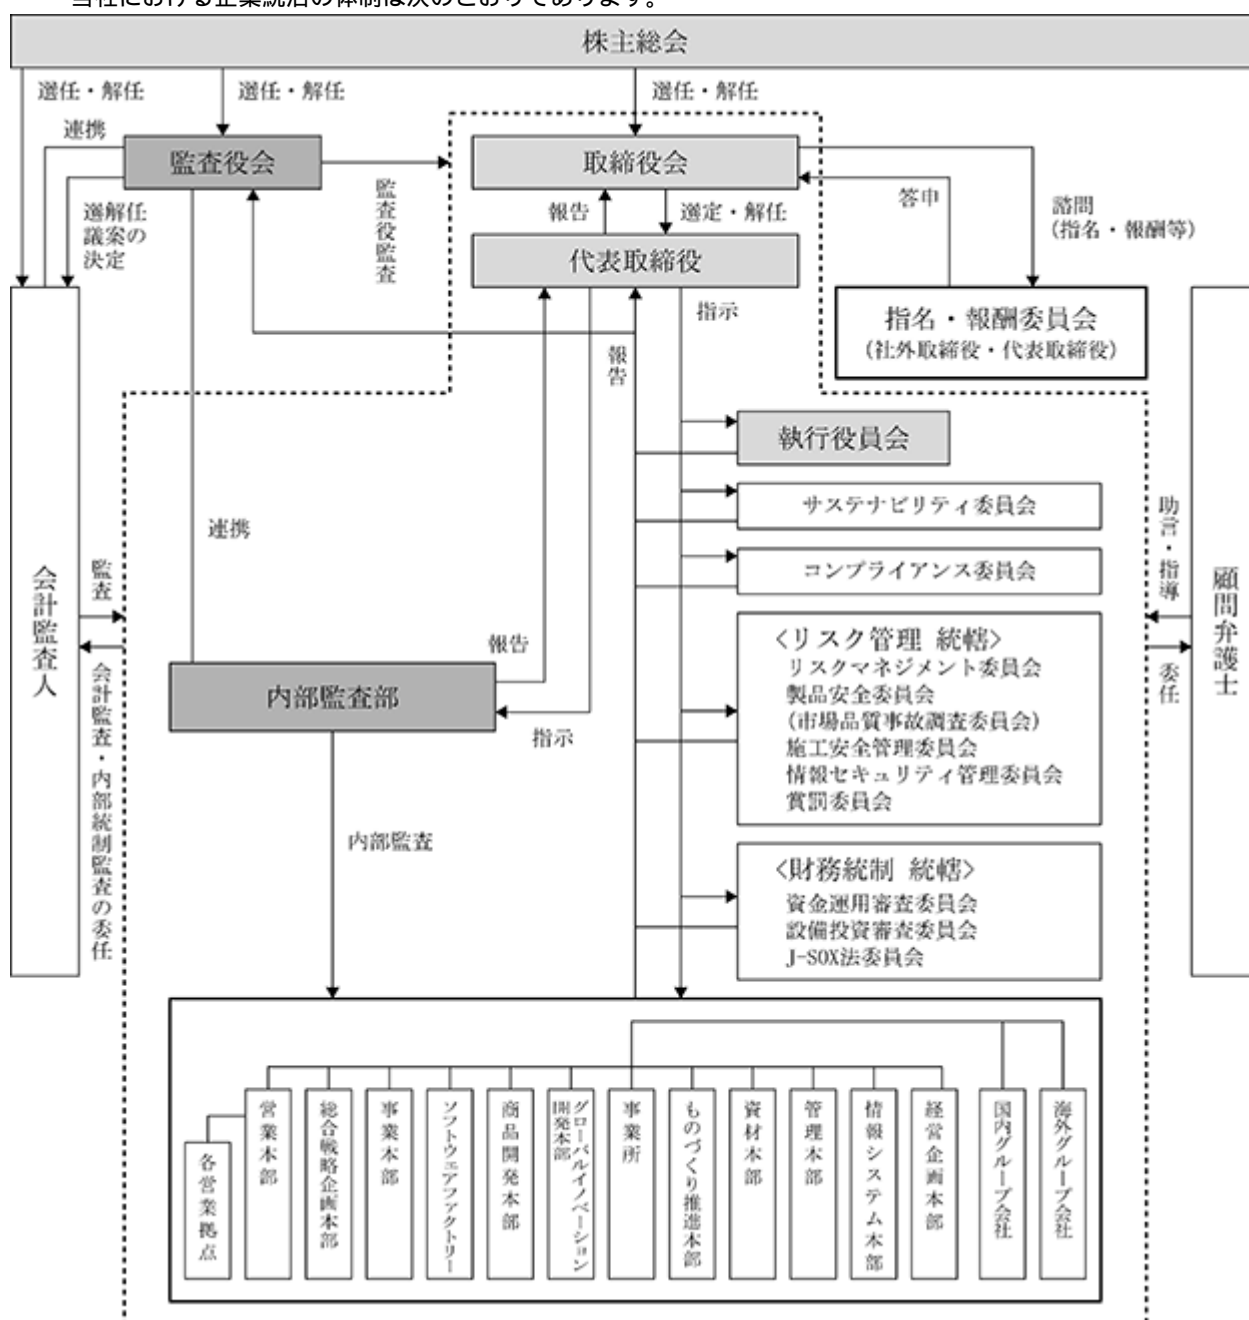 当社における企業統治の体制は次のとおりであります。
株主総会
選任・解任
選任・解任
選任・解任
連携
監査役会
取締役会
監査役監査
選解任
議案の
決定
報告
選定・解任
答申
諮問
(指名・報酬等)
代表取締役
指示
報告
指名・報酬委員会
(社外取締役・代表取締役)
執行役員会
サステナビリティ委員会
コンプライアンス委員会
連携
会計監査人
監査
会計監査・内部統制監査の委任
助言・指導
委任
顧問弁護士
報告
内部監査部
指示
内部監査
<リスク管理 統轄>
リスクマネジメント委員会
製品安全委員会
(市場品質事故調査委員会)
施工安全管理委員会
情報セキュリティ管理委員会
賞罰委員会
<財務統制 統轄>
資金運用審査委員会
設備投資審査委員会
J-SOX法委員会
各営業拠点
営業本部
総合戦略企画本部
事業本部
ソフトウェアファクトリー
商品開発本部
グローバルイノベーション
開発本部
事業所
ものづくり推進本部
資材本部
管理本部
情報システム本部
経営企画本部
国内グループ会社
海外グループ会社